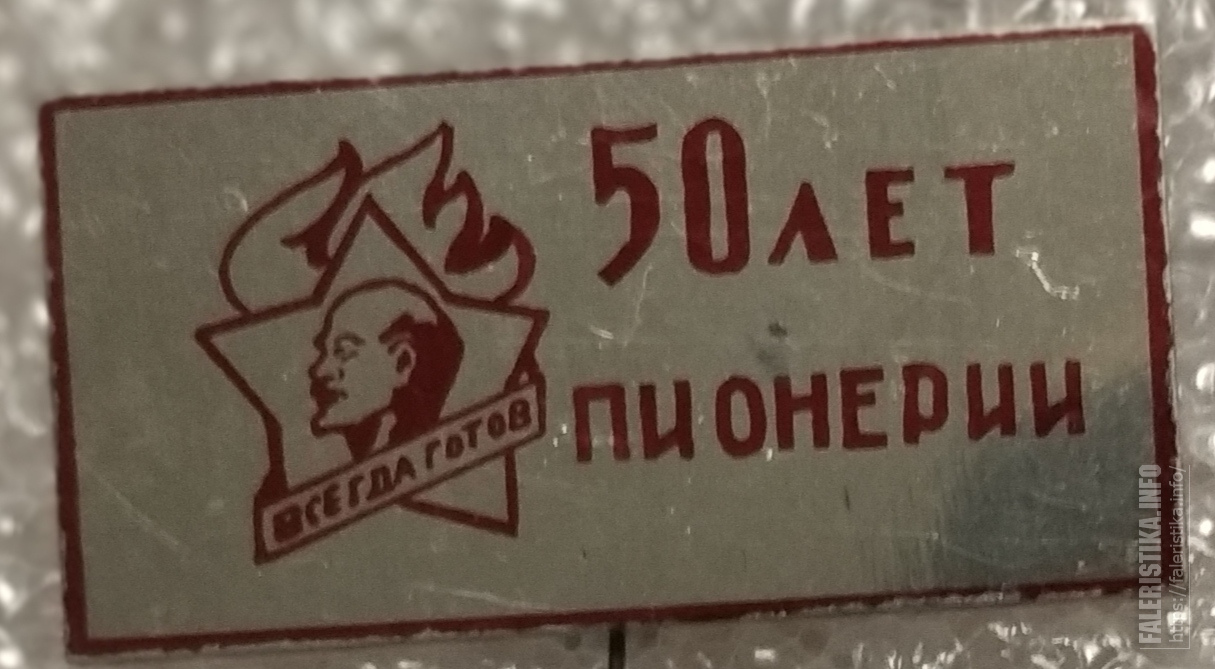 50 ЛЕТ
ПИОНЕРИИ
ВСЕГДА ГОТОВ
FALERISTIKA.INFO
https://faleristika.info/